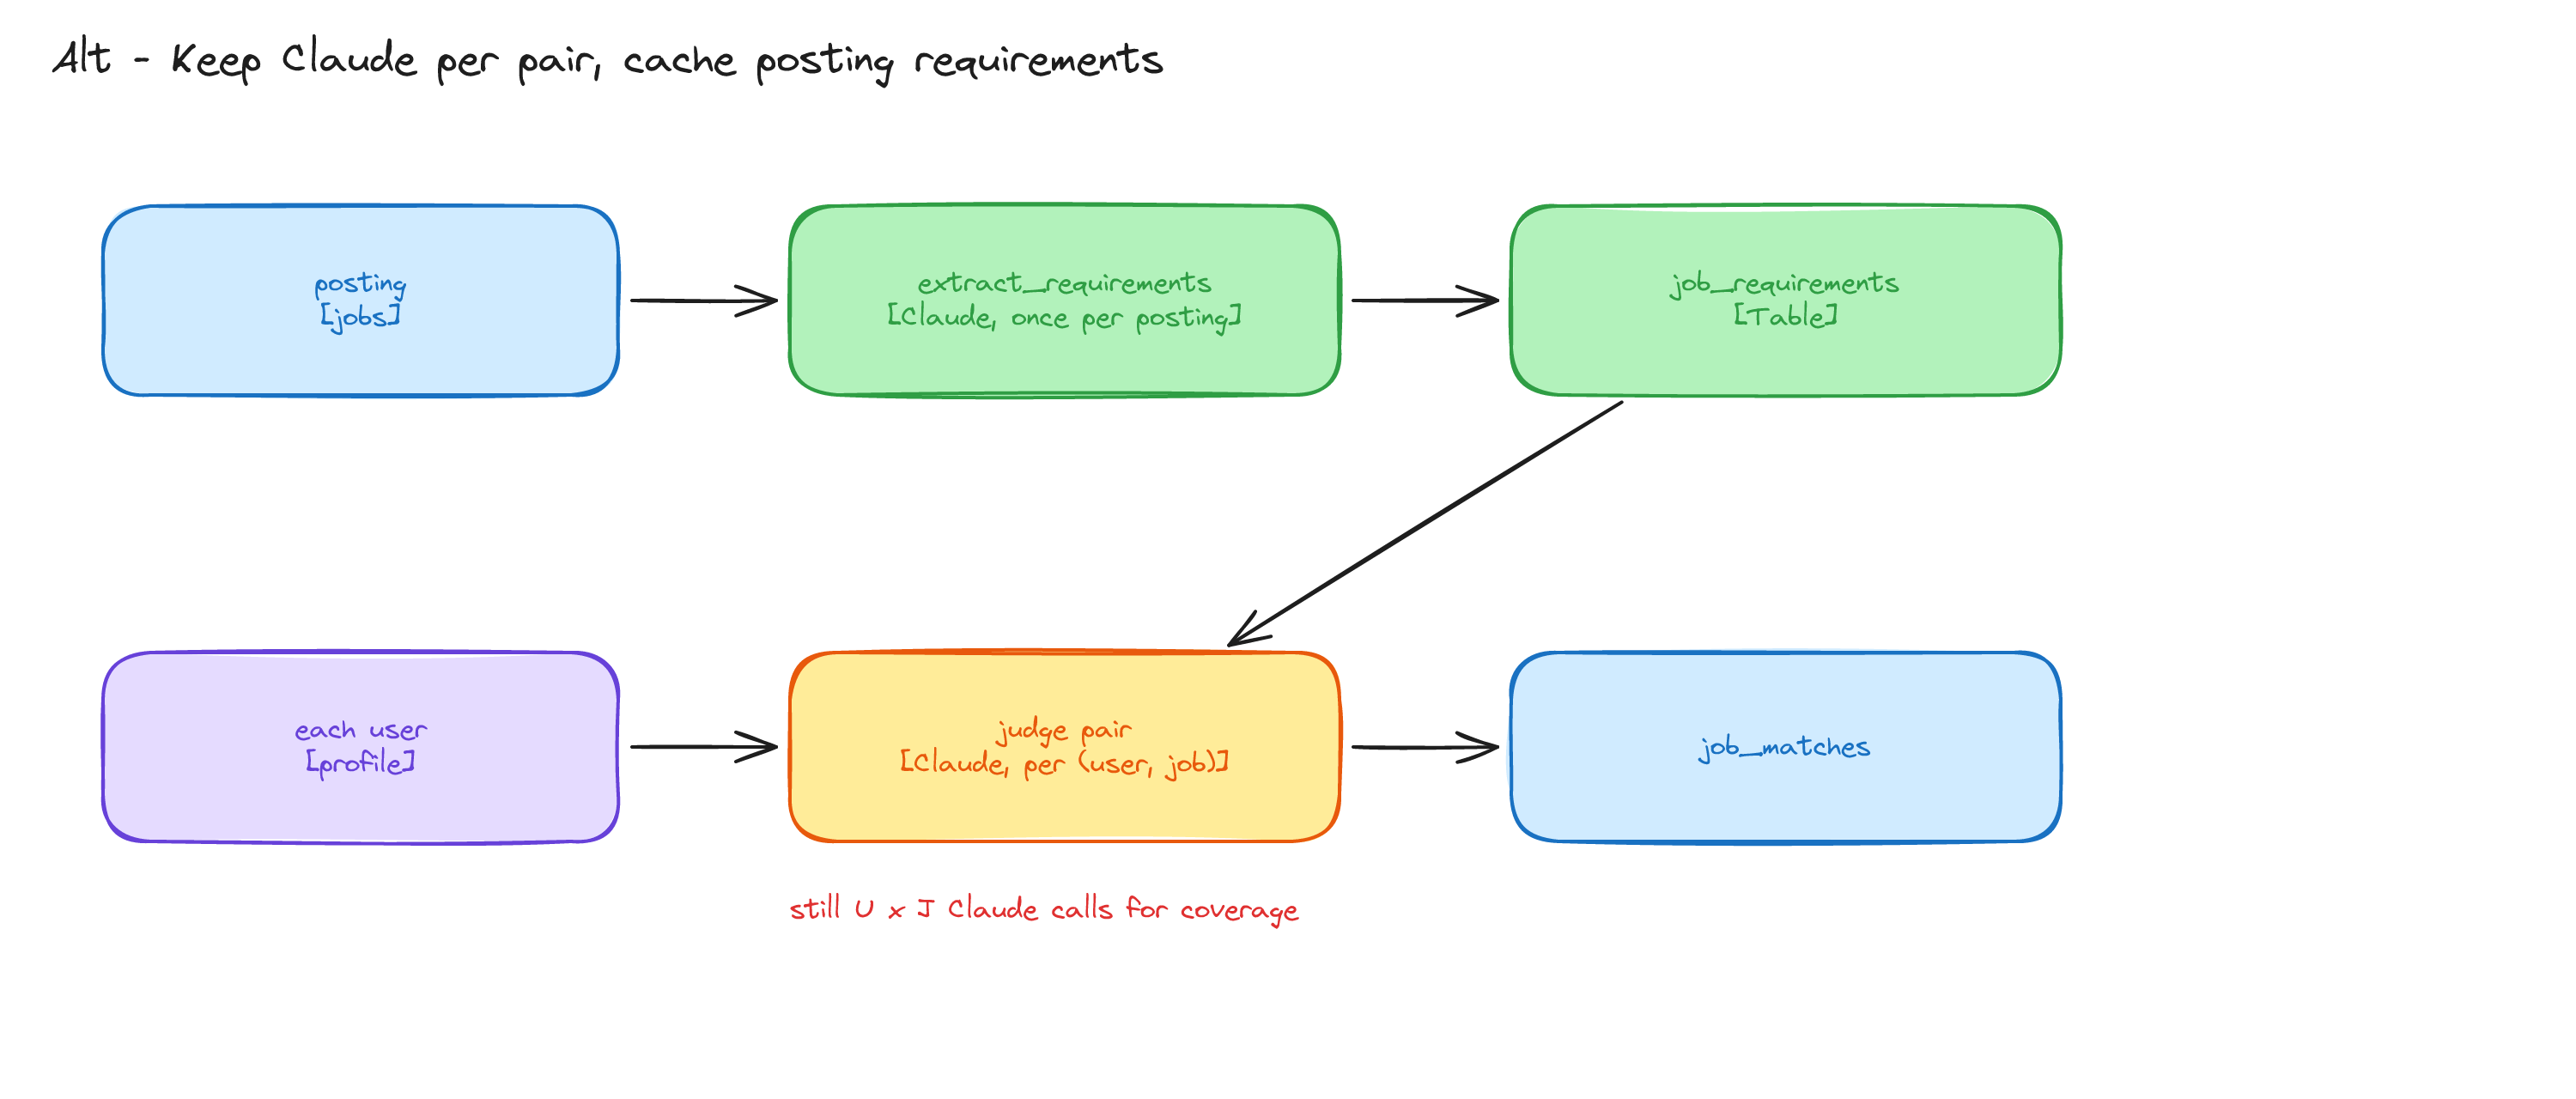 Alt - Keep Claude per pair, cache posting requirements
posting
[jobs]
extract_requirements
[Claude, once per posting]
job_requirements
[Table]
each user
[profile]
judge pair
[Claude, per (user, job)]
job_matches
still U x J Claude calls for coverage